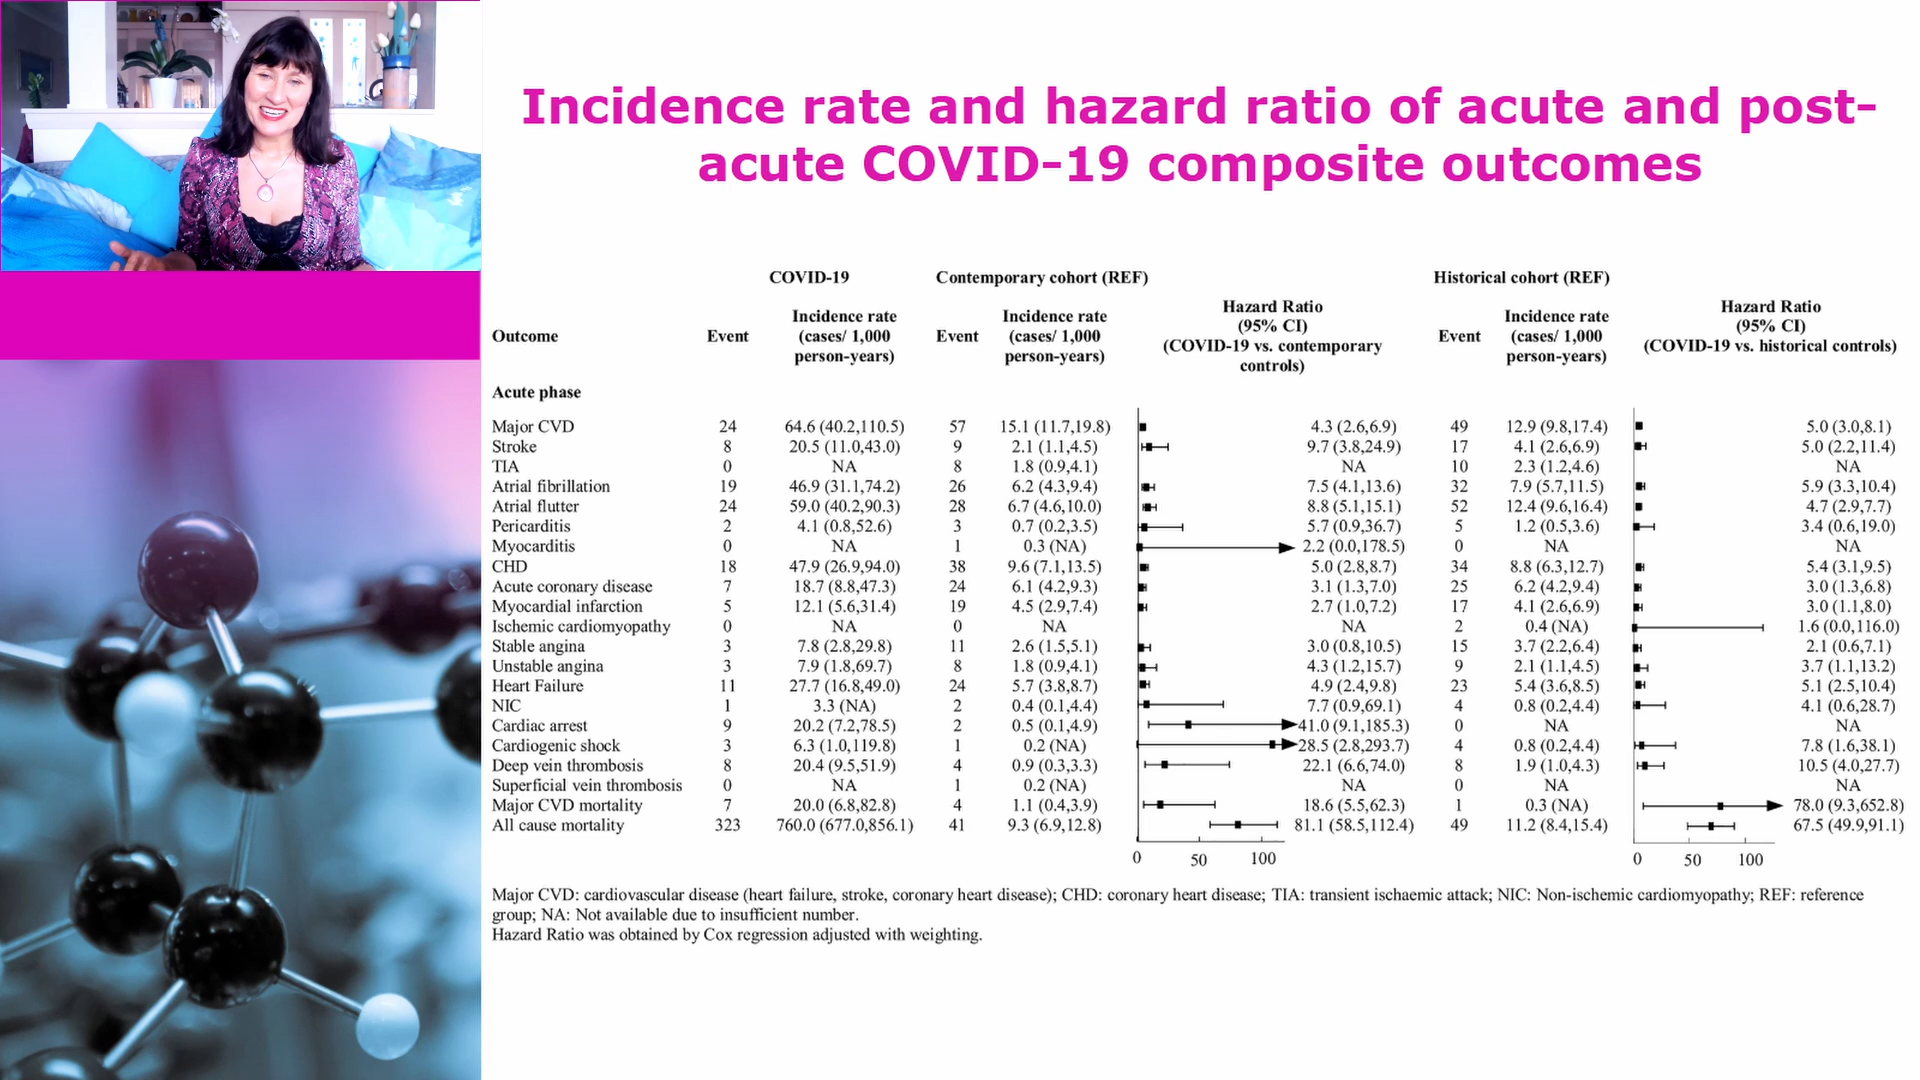 Incidence rate and hazard ratio of acute and post-
acute COVID-19 composite outcomes
COVID-19 Contemporary cohort (REF) Historical cohort (REF)
Outcome Event Incidence rate (cases/ 1,000 person-years) Event Incidence rate (cases/ 1,000 person-years) Hazard Ratio (95% CI) (COVID-19 vs. contemporary controls) Event Incidence rate (cases/ 1,000 person-years) Hazard Ratio (95% CI) (COVID-19 vs. historical controls)
Acute phase
Major CVD 24 64.6 (40.2,110.5) 57 15.1 (11.7,19.8) 4.3 (2.6,6.9) 49 12.9 (9.8,17.4) 5.0 (3.0,8.1)
Stroke 8 20.5 (11.0,43.0) 9 2.1 (1.1,4.5) 9.7 (3.8,24.9) 17 4.1 (2.6,6.9) 5.0 (2.2,11.4)
TIA 0 NA 8 1.8 (0.9,4.1) NA 10 2.3 (1.2,4.6) NA
Atrial fibrillation 19 46.9 (31.1,74.2) 26 6.2 (4.3,9.4) 7.5 (4.1,13.6) 32 7.9 (5.7,11.5) 5.9 (3.3,10.4)
Atrial flutter 24 59.0 (40.2,90.3) 28 6.7 (4.6,10.0) 8.8 (5.1,15.1) 52 12.4 (9.6,16.4) 4.7 (2.9,7.7)
Pericarditis 2 4.1 (0.8,52.6) 3 0.7 (0.2,3.5) 5.7 (0.9,36.7) 5 1.2 (0.5,3.6) 3.4 (0.6,19.0)
Myocarditis 0 NA 1 0.3 (NA) 2.2 (0.0,178.5) 0 NA NA
CHD 18 47.9 (26.9,94.0) 38 9.6 (7.1,13.5) 5.0 (2.8,8.7) 34 8.8 (6.3,12.7) 5.4 (3.1,9.5)
Acute coronary disease 7 18.7 (8.8,47.3) 24 6.1 (4.2,9.3) 3.1 (1.3,7.0) 25 6.2 (4.2,9.4) 3.0 (1.3,6.8)
Myocardial infarction 5 12.1 (5.6,31.4) 19 4.5 (2.9,7.4) 2.7 (1.0,7.2) 17 4.1 (2.6,6.9) 3.0 (1.1,8.0)
Ischemic cardiomyopathy 0 NA 0 NA NA 2 0.4 (NA) 1.6 (0.0,116.0)
Stable angina 3 7.8 (2.8,29.8) 11 2.6 (1.5,5.1) 3.0 (0.8,10.5) 15 3.7 (2.2,6.4) 2.1 (0.6,7.1)
Unstable angina 3 7.9 (1.8,69.7) 8 1.8 (0.9,4.1) 4.3 (1.2,15.7) 9 2.1 (1.1,4.5) 3.7 (1.1,13.2)
Heart Failure 11 27.7 (16.8,49.0) 24 5.7 (3.8,8.7) 4.9 (2.4,9.8) 23 5.4 (3.6,8.5) 5.1 (2.5,10.4)
NIC 1 3.3 (NA) 2 0.4 (0.1,4.4) 7.7 (0.9,69.1) 4 0.8 (0.2,4.4) 4.1 (0.6,28.7)
Cardiac arrest 9 20.2 (7.2,78.5) 2 0.5 (0.1,4.9) 41.0 (9.1,185.3) 0 NA NA
Cardiogenic shock 3 6.3 (1.0,119.8) 1 0.2 (NA) 28.5 (2.8,293.7) 4 0.8 (0.2,4.4) 7.8 (1.6,38.1)
Deep vein thrombosis 8 20.4 (9.5,51.9) 4 0.9 (0.3,3.3) 22.1 (6.6,74.0) 8 1.9 (1.0,4.3) 10.5 (4.0,27.7)
Superficial vein thrombosis 0 NA 1 0.2 (NA) NA 0 NA NA
Major CVD mortality 7 20.0 (6.8,82.8) 4 1.1 (0.4,3.9) 18.6 (5.5,62.3) 1 0.3 (NA) 78.0 (9.3,652.8)
All cause mortality 323 760.0 (677.0,856.1) 41 9.3 (6.9,12.8) 81.1 (58.5,112.4) 49 11.2 (8.4,15.4) 67.5 (49.9,91.1)
0 50 100 0 50 100
Major CVD: cardiovascular disease (heart failure, stroke, coronary heart disease); CHD: coronary heart disease; TIA: transient ischaemic attack; NIC: Non-ischemic cardiomyopathy; REF: reference
group; NA: Not available due to insufficient number.
Hazard Ratio was obtained by Cox regression adjusted with weighting.